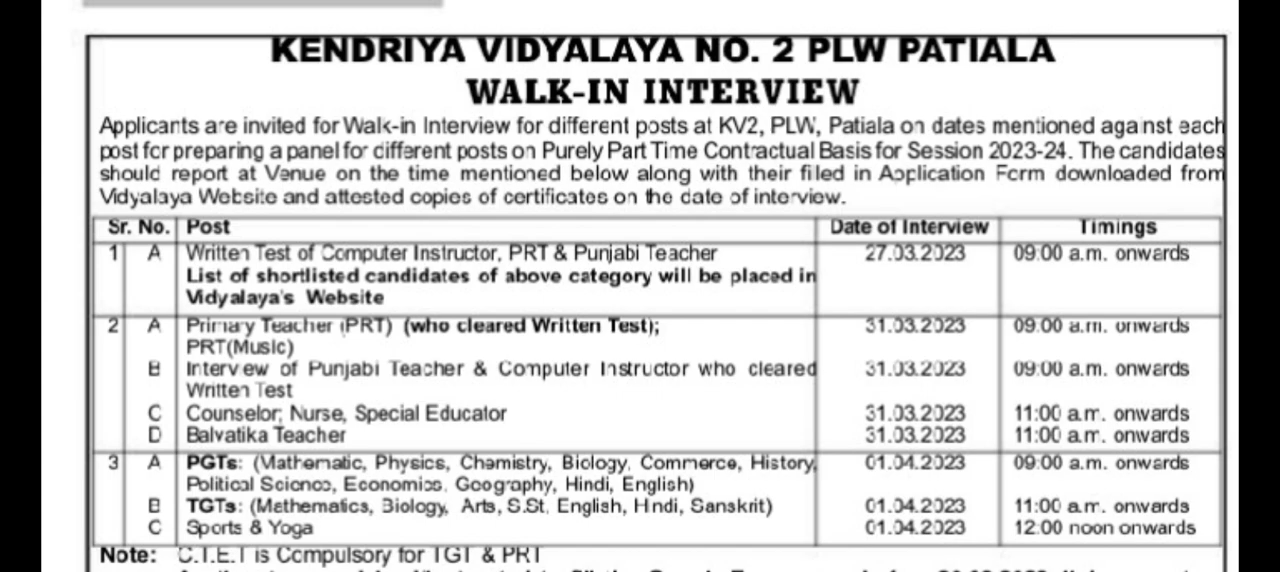 KENDRIYA VIDYALAYA NO. 2 PLW PATIALA
WALK-IN INTERVIEW
Applicants are invited for Walk-in Interview for different posts at KV2, PLW, Patiala on dates mentioned against each
post for preparing a panel for different posts on Purely Part Time Contractual Basis for Session 2023-24. The candidates
should report at Venue on the time mentioned below along with their filled in Application Form downloaded from
Vidyalaya Website and attested copies of certificates on the date of interview.
Sr. No. Post Date of Interview Timings
1 A Written Test of Computer Instructor, PRT & Punjabi Teacher 27.03.2023 09:00 a.m. onwards
List of shortlisted candidates of above category will be placed in
Vidyalaya's Website
2 A Primary Teacher (PRT) (who cleared Written Test); 31.03.2023 09:00 a.m. onwards
PRT(Music)
B Interview of Punjabi Teacher & Computer Instructor who cleared 31.03.2023 09:00 a.m. onwards
Written Test
C Counselor, Nurse, Special Educator 31.03.2023 11:00 a.m. onwards
D Balvatika Teacher 31.03.2023 11:00 a.m. onwards
3 A PGTs: (Mathematic, Physics, Chemistry, Biology, Commerce, History, 01.04.2023 09:00 a.m. onwards
Political Science, Economics, Geography, Hindi, English)
B TGTs: (Mathematics, Biology, Arts, S.St, English, Hindi, Sanskrit) 01.04.2023 11:00 a.m. onwards
C Sports & Yoga 01.04.2023 12:00 noon onwards
Note: C.T.E.T is Compulsory for TGT & PRT